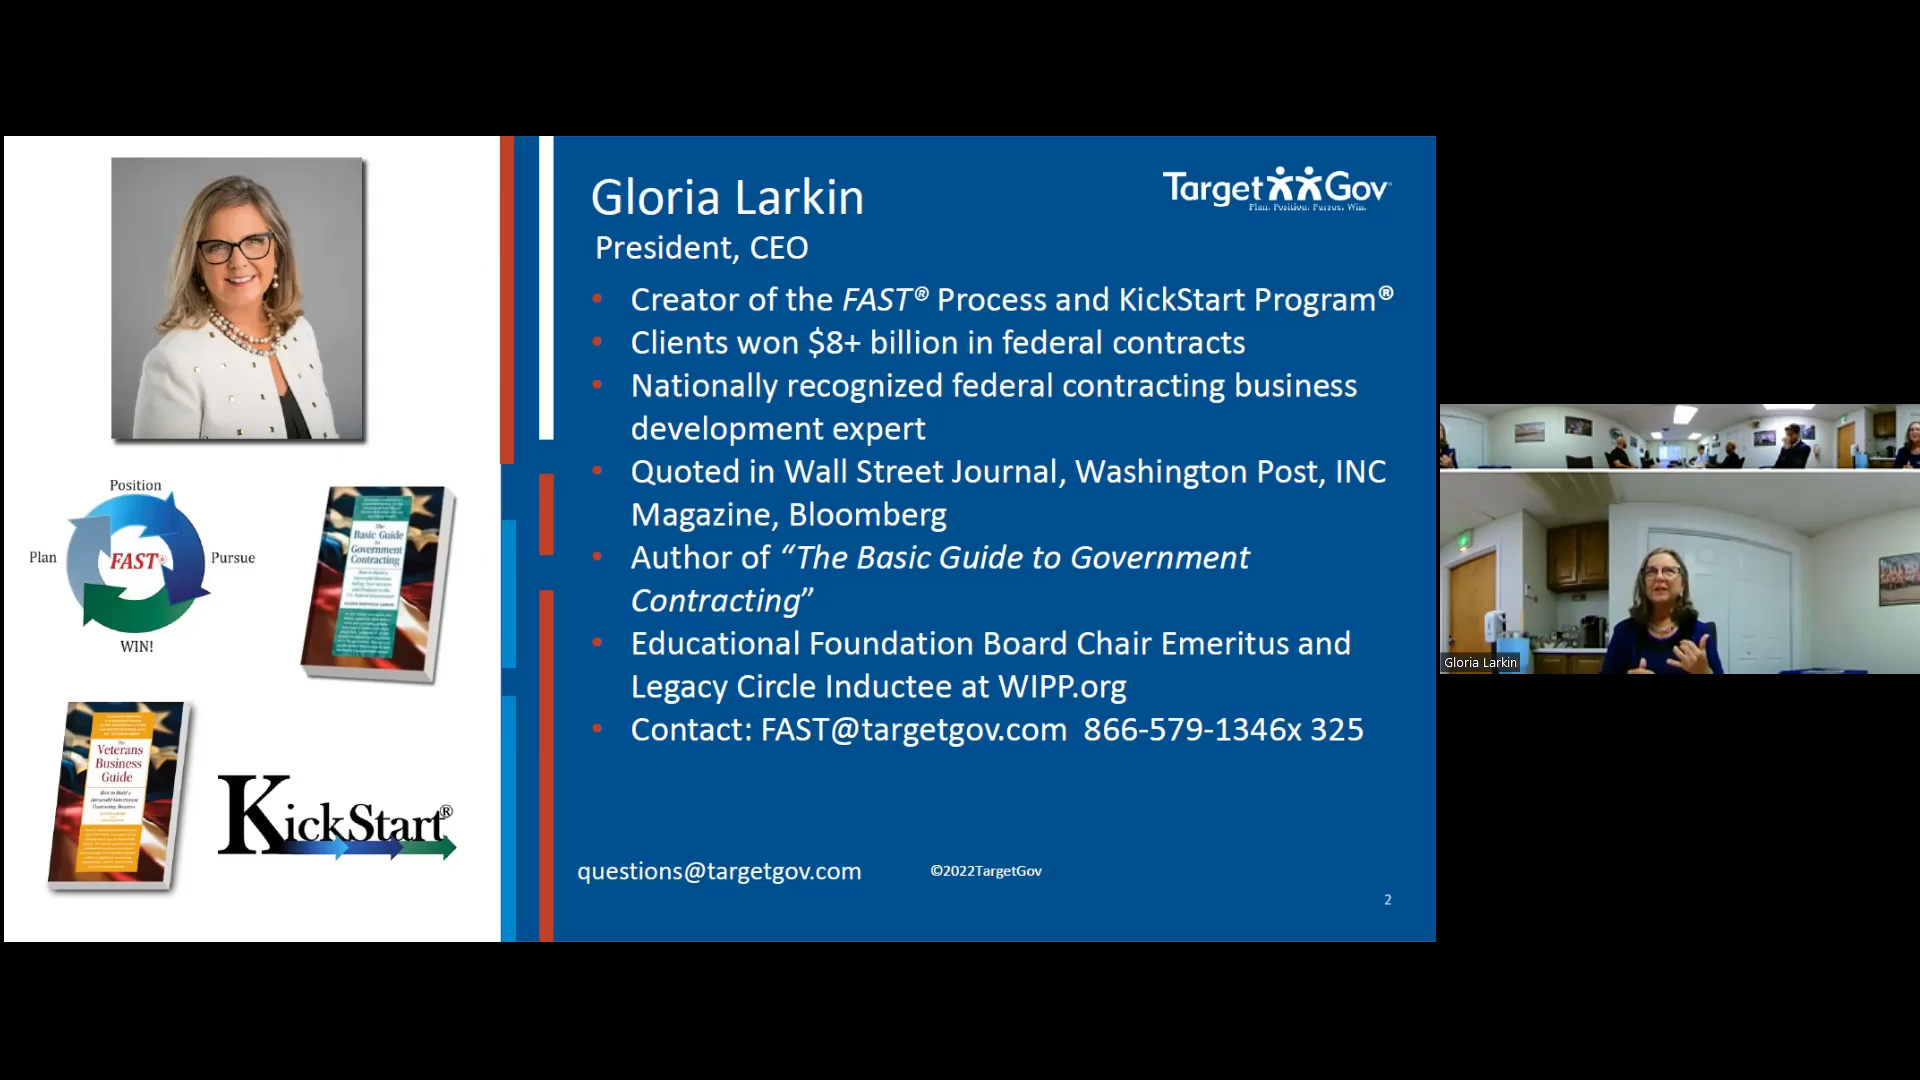 Gloria Larkin
President, CEO
Target Gov
Plan. Position. Pursue. Win.
• Creator of the FAST® Process and KickStart Program®
• Clients won $8+ billion in federal contracts
• Nationally recognized federal contracting business
development expert
• Quoted in Wall Street Journal, Washington Post, INC
Magazine, Bloomberg
• Author of “The Basic Guide to Government
Contracting”
• Educational Foundation Board Chair Emeritus and
Legacy Circle Inductee at WIPP.org
• Contact: FAST@targetgov.com 866-579-1346x 325
questions@targetgov.com
©2022TargetGov
2
Position
Plan
FAST®
Pursue
WIN!
The
Basic Guide
to
Government
Contracting
The
Veterans
Business
Guide
KickStart®
Gloria Larkin